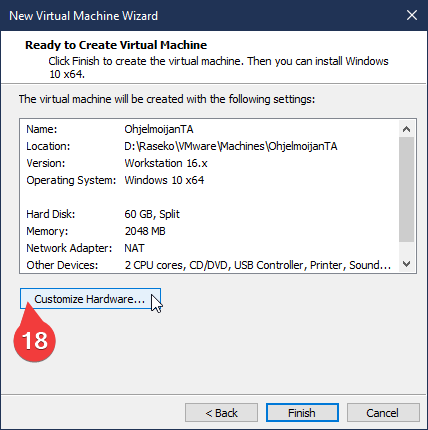 New Virtual Machine Wizard
Ready to Create Virtual Machine
Click Finish to create the virtual machine. Then you can install Windows
10 x64.
The virtual machine will be created with the following settings:
Name: OhjelmoijanTA
Location: D:\Raseko\VMware\Machines\OhjelmoijanTA
Version: Workstation 16.x
Operating System: Windows 10 x64
Hard Disk: 60 GB, Split
Memory: 2048 MB
Network Adapter: NAT
Other Devices: 2 CPU cores, CD/DVD, USB Controller, Printer, Sound...
Customize Hardware...
18
< Back Finish Cancel